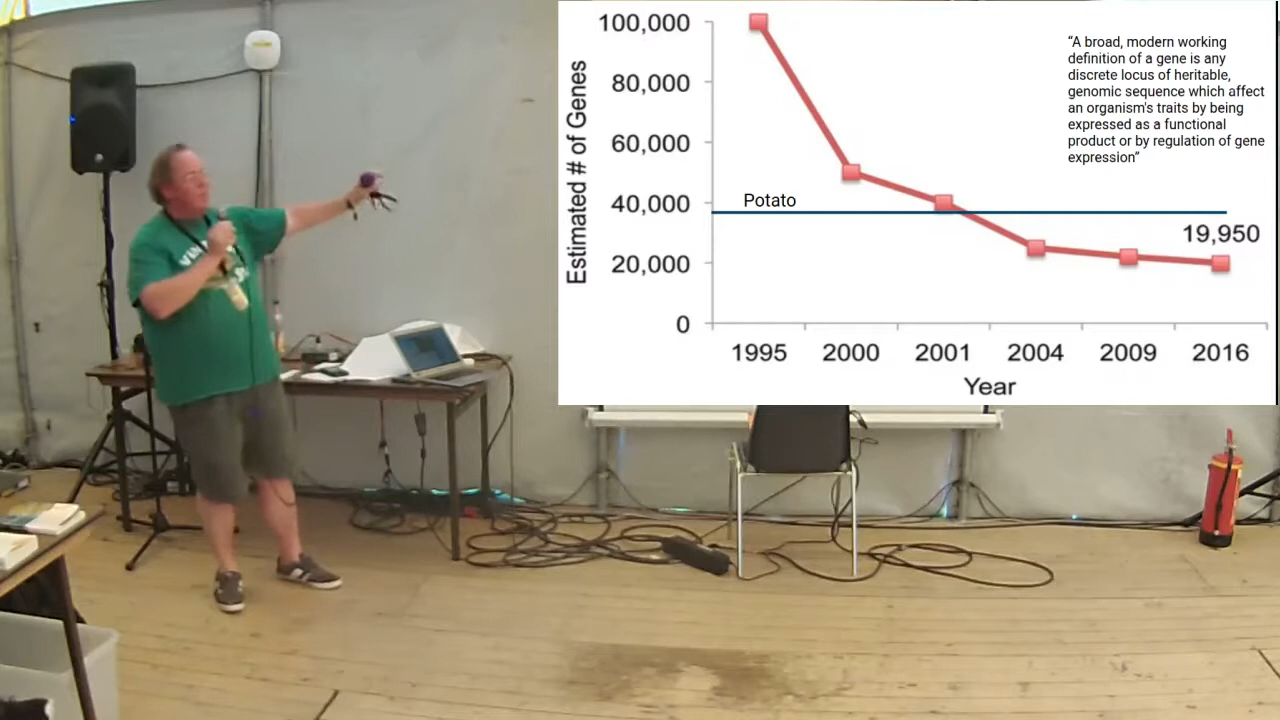 100,000
80,000
60,000
40,000
20,000
0
Estimated # of Genes
Potato
19,950
1995 2000 2001 2004 2009 2016
Year
“A broad, modern working
definition of a gene is any
discrete locus of heritable,
genomic sequence which affect
an organism's traits by being
expressed as a functional
product or by regulation of gene
expression”